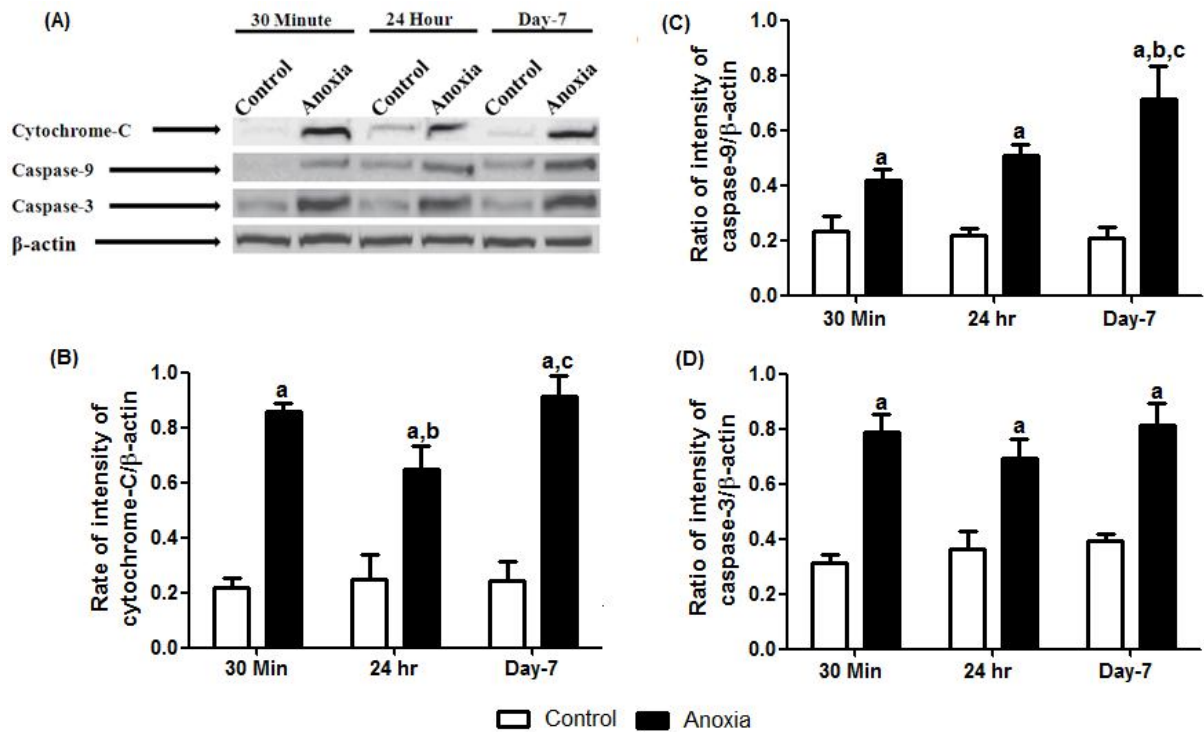 (A)
30 Minute 24 Hour Day-7
Control Anoxia Control Anoxia Control Anoxia
Cytochrome-C
Caspase-9
Caspase-3
β-actin
(B)
Rate of intensity of
cytochrome-C/β-actin
1.0
0.8
0.6
0.4
0.2
0.0
a
a,b
a,c
30 Min 24 hr Day-7
(C)
Ratio of intensity of
caspase-9/β-actin
1.0
0.8
0.6
0.4
0.2
0.0
a
a
a,b,c
30 Min 24 hr Day-7
(D)
Ratio of intensity of
caspase-3/β-actin
1.0
0.8
0.6
0.4
0.2
0.0
a
a
a
30 Min 24 hr Day-7
Control Anoxia